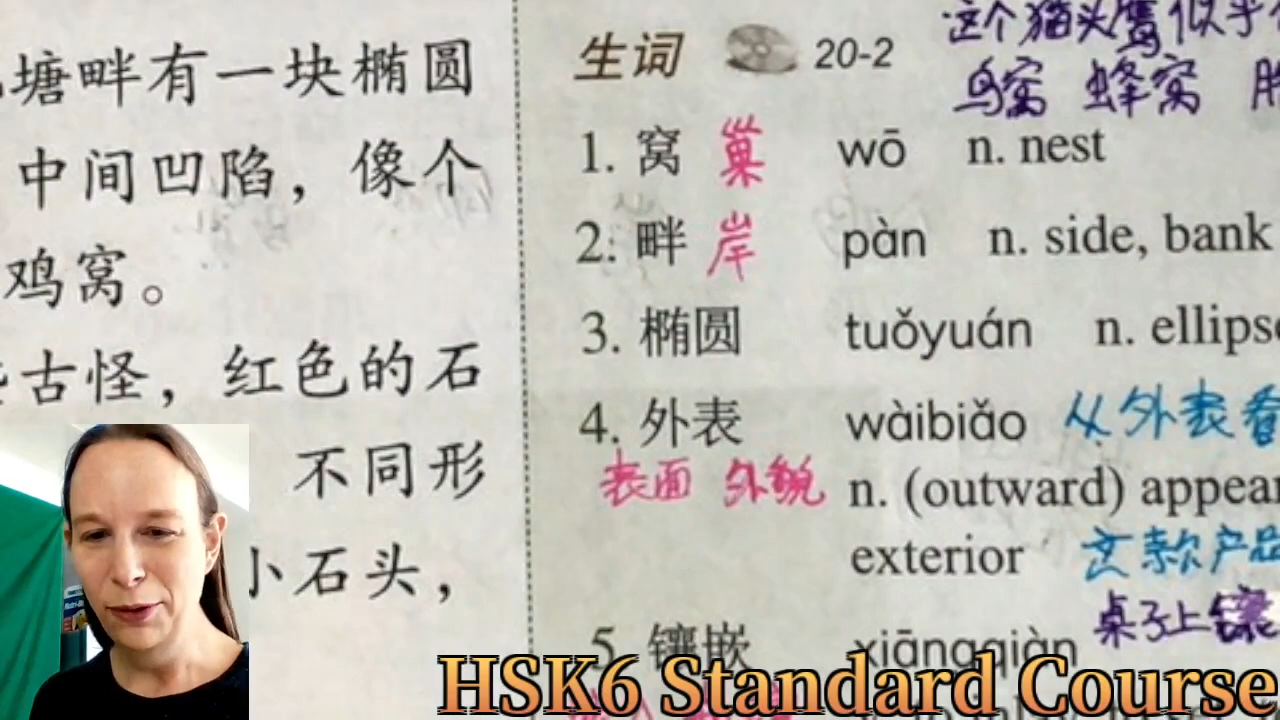 塘畔有一块椭圆
中间凹陷，像个
鸡窝。
古怪，红色的石
不同形
小石头，
生词 20-2
这个猫头鹰似乎
鸟窝 蜂窝
1. 窝 巢 wō n. nest
2. 畔 岸 pàn n. side, bank
3. 椭圆 tuǒyuán n. ellipse
4. 外表 wàibiǎo 从外表看
表面 外貌 n. (outward) appear
exterior 这款产品
桌子上镶
5. 镶嵌 xiāngqiàn
HSK6 Standard Course